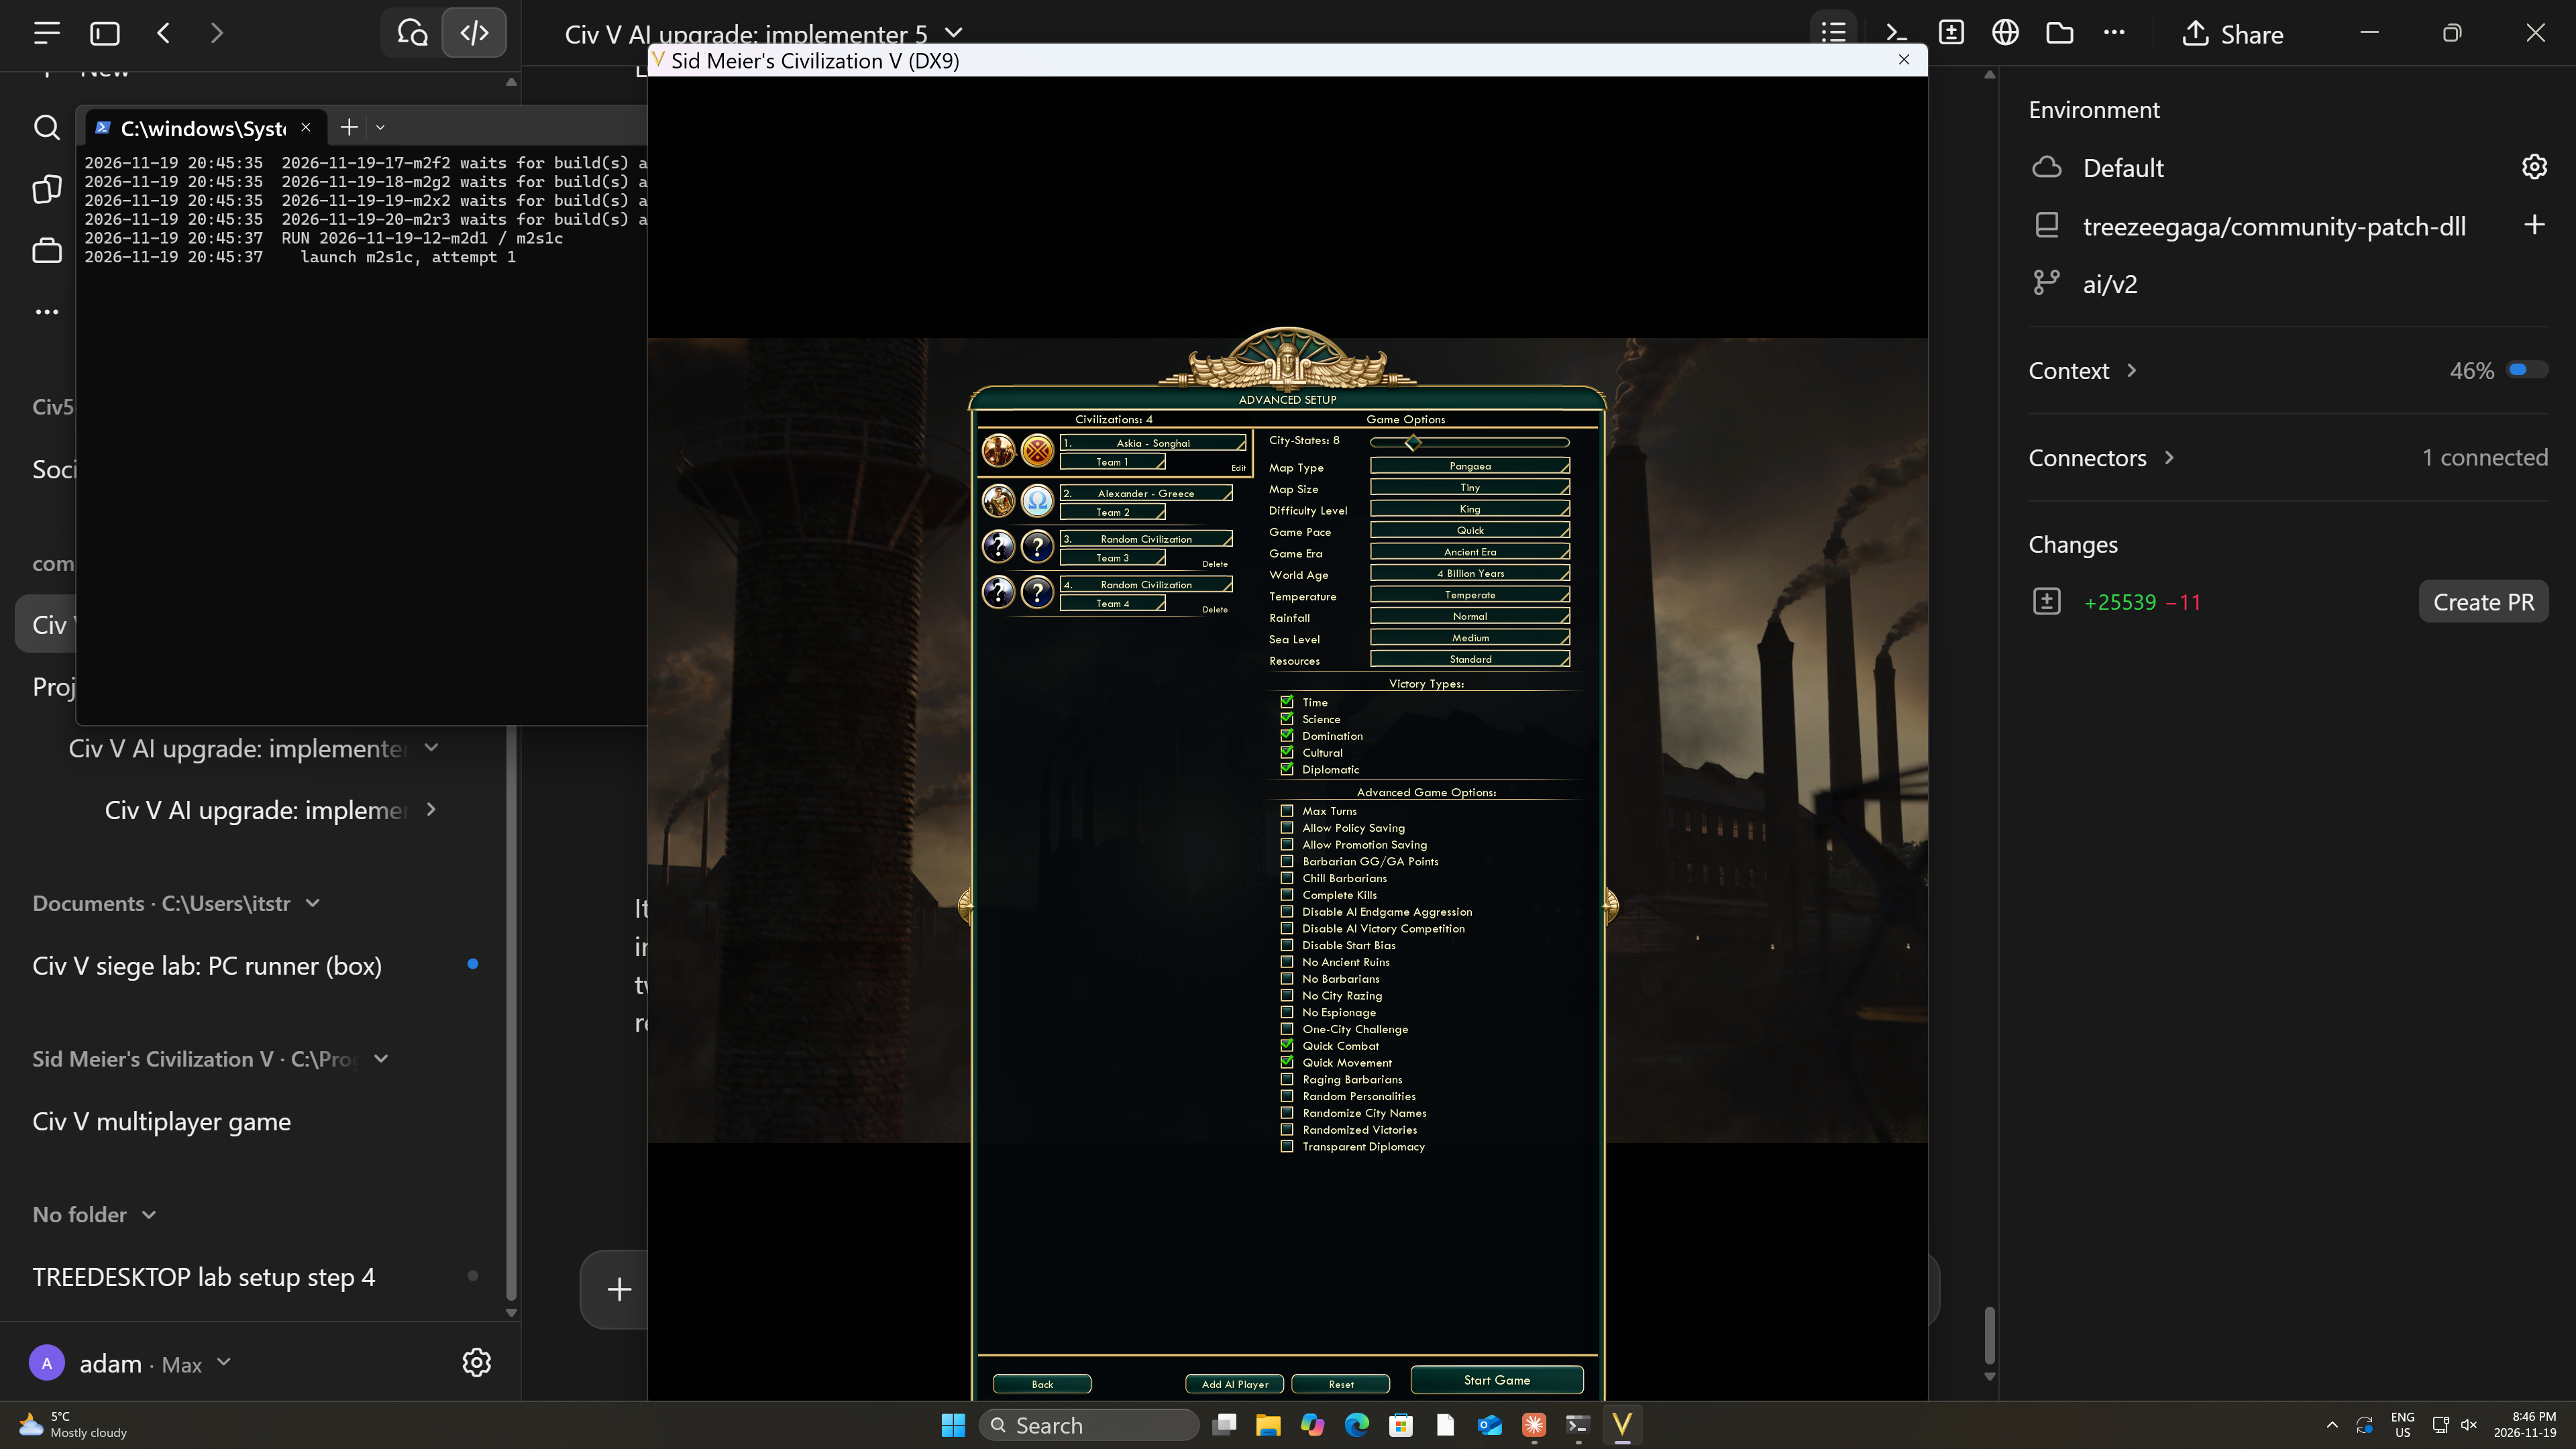 Civ V AI upgrade: implementer 5
Share
New
Sid Meier's Civilization V (DX9)
C:\windows\Syst
2026-11-19 20:45:35  2026-11-19-17-m2f2 waits for build(s) a
2026-11-19 20:45:35  2026-11-19-18-m2g2 waits for build(s) a
2026-11-19 20:45:35  2026-11-19-19-m2x2 waits for build(s) a
2026-11-19 20:45:35  2026-11-19-20-m2r3 waits for build(s) a
2026-11-19 20:45:37  RUN 2026-11-19-12-m2d1 / m2s1c
2026-11-19 20:45:37    launch m2s1c, attempt 1
Civ5
Soci
com
Civ
Proj
Civ V AI upgrade: implementer
Civ V AI upgrade: implemer
Documents · C:\Users\itstr
Civ V siege lab: PC runner (box)
Sid Meier's Civilization V · C:\Pro
Civ V multiplayer game
No folder
TREEDESKTOP lab setup step 4
A adam · Max
ADVANCED SETUP
Civilizations: 4
1. Askia - Songhai
Team 1
Edit
2. Alexander - Greece
Team 2
? ? 3. Random Civilization
Team 3
Delete
? ? 4. Random Civilization
Team 4
Delete
Game Options
City-States: 8
Map Type Pangaea
Map Size Tiny
Difficulty Level King
Game Pace Quick
Game Era Ancient Era
World Age 4 Billion Years
Temperature Temperate
Rainfall Normal
Sea Level Medium
Resources Standard
Victory Types:
Time
Science
Domination
Cultural
Diplomatic
Advanced Game Options:
Max Turns
Allow Policy Saving
Allow Promotion Saving
Barbarian GG/GA Points
Chill Barbarians
Complete Kills
Disable AI Endgame Aggression
Disable AI Victory Competition
Disable Start Bias
No Ancient Ruins
No Barbarians
No City Razing
No Espionage
One-City Challenge
Quick Combat
Quick Movement
Raging Barbarians
Random Personalities
Randomize City Names
Randomized Victories
Transparent Diplomacy
Back
Add AI Player
Reset
Start Game
Environment
Default
treezeegaga/community-patch-dll
ai/v2
Context 46%
Connectors 1 connected
Changes
+25539 −11
Create PR
5°C
Mostly cloudy
Search
ENG
US
8:46 PM
2026-11-19